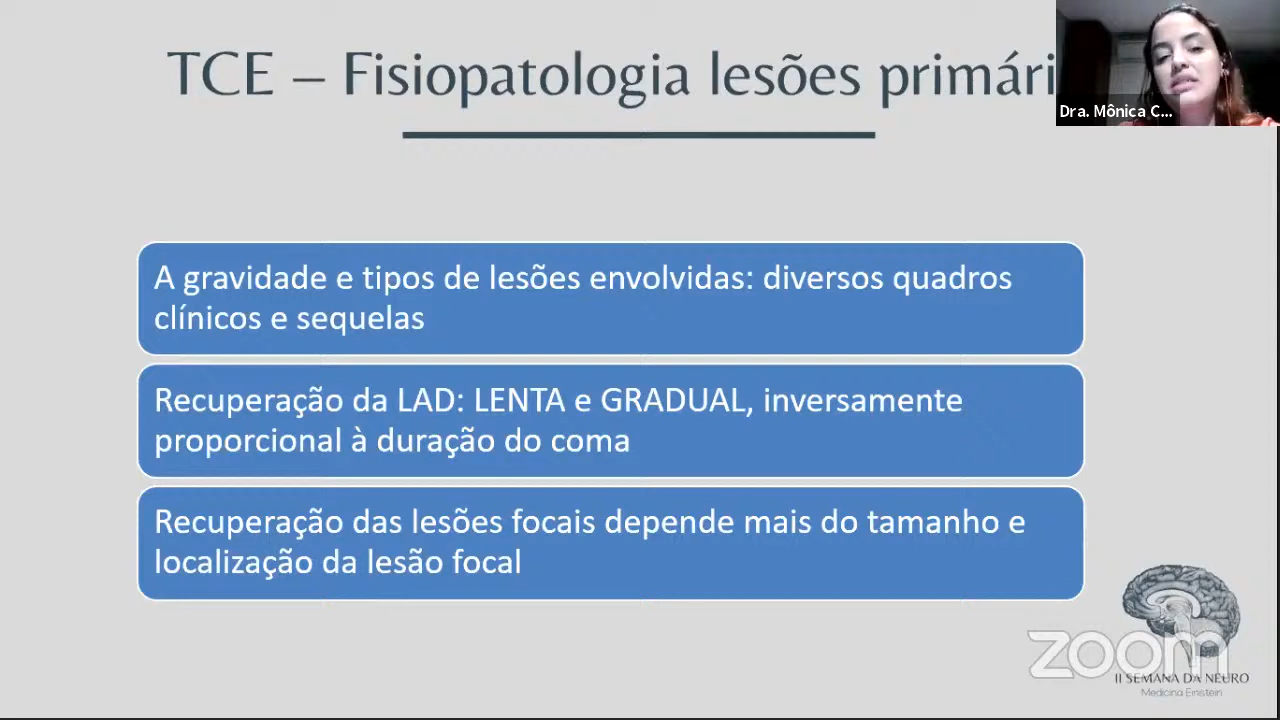 TCE – Fisiopatologia lesões primári
Dra. Mônica C...
A gravidade e tipos de lesões envolvidas: diversos quadros
clínicos e sequelas
Recuperação da LAD: LENTA e GRADUAL, inversamente
proporcional à duração do coma
Recuperação das lesões focais depende mais do tamanho e
localização da lesão focal
zoom
II SEMANA DA NEURO
Medicina Einstein